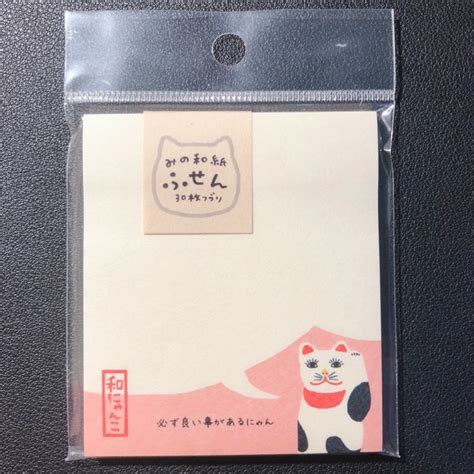 みの和紙
ふせん
30枚つづり
和にゃんこ
必ず良い事があるにゃん